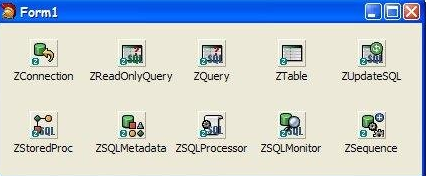 Form1
ZConnection ZReadOnlyQuery ZQuery ZTable ZUpdateSQL
ZStoredProc ZSQLMetadata ZSQLProcessor ZSQLMonitor ZSequence